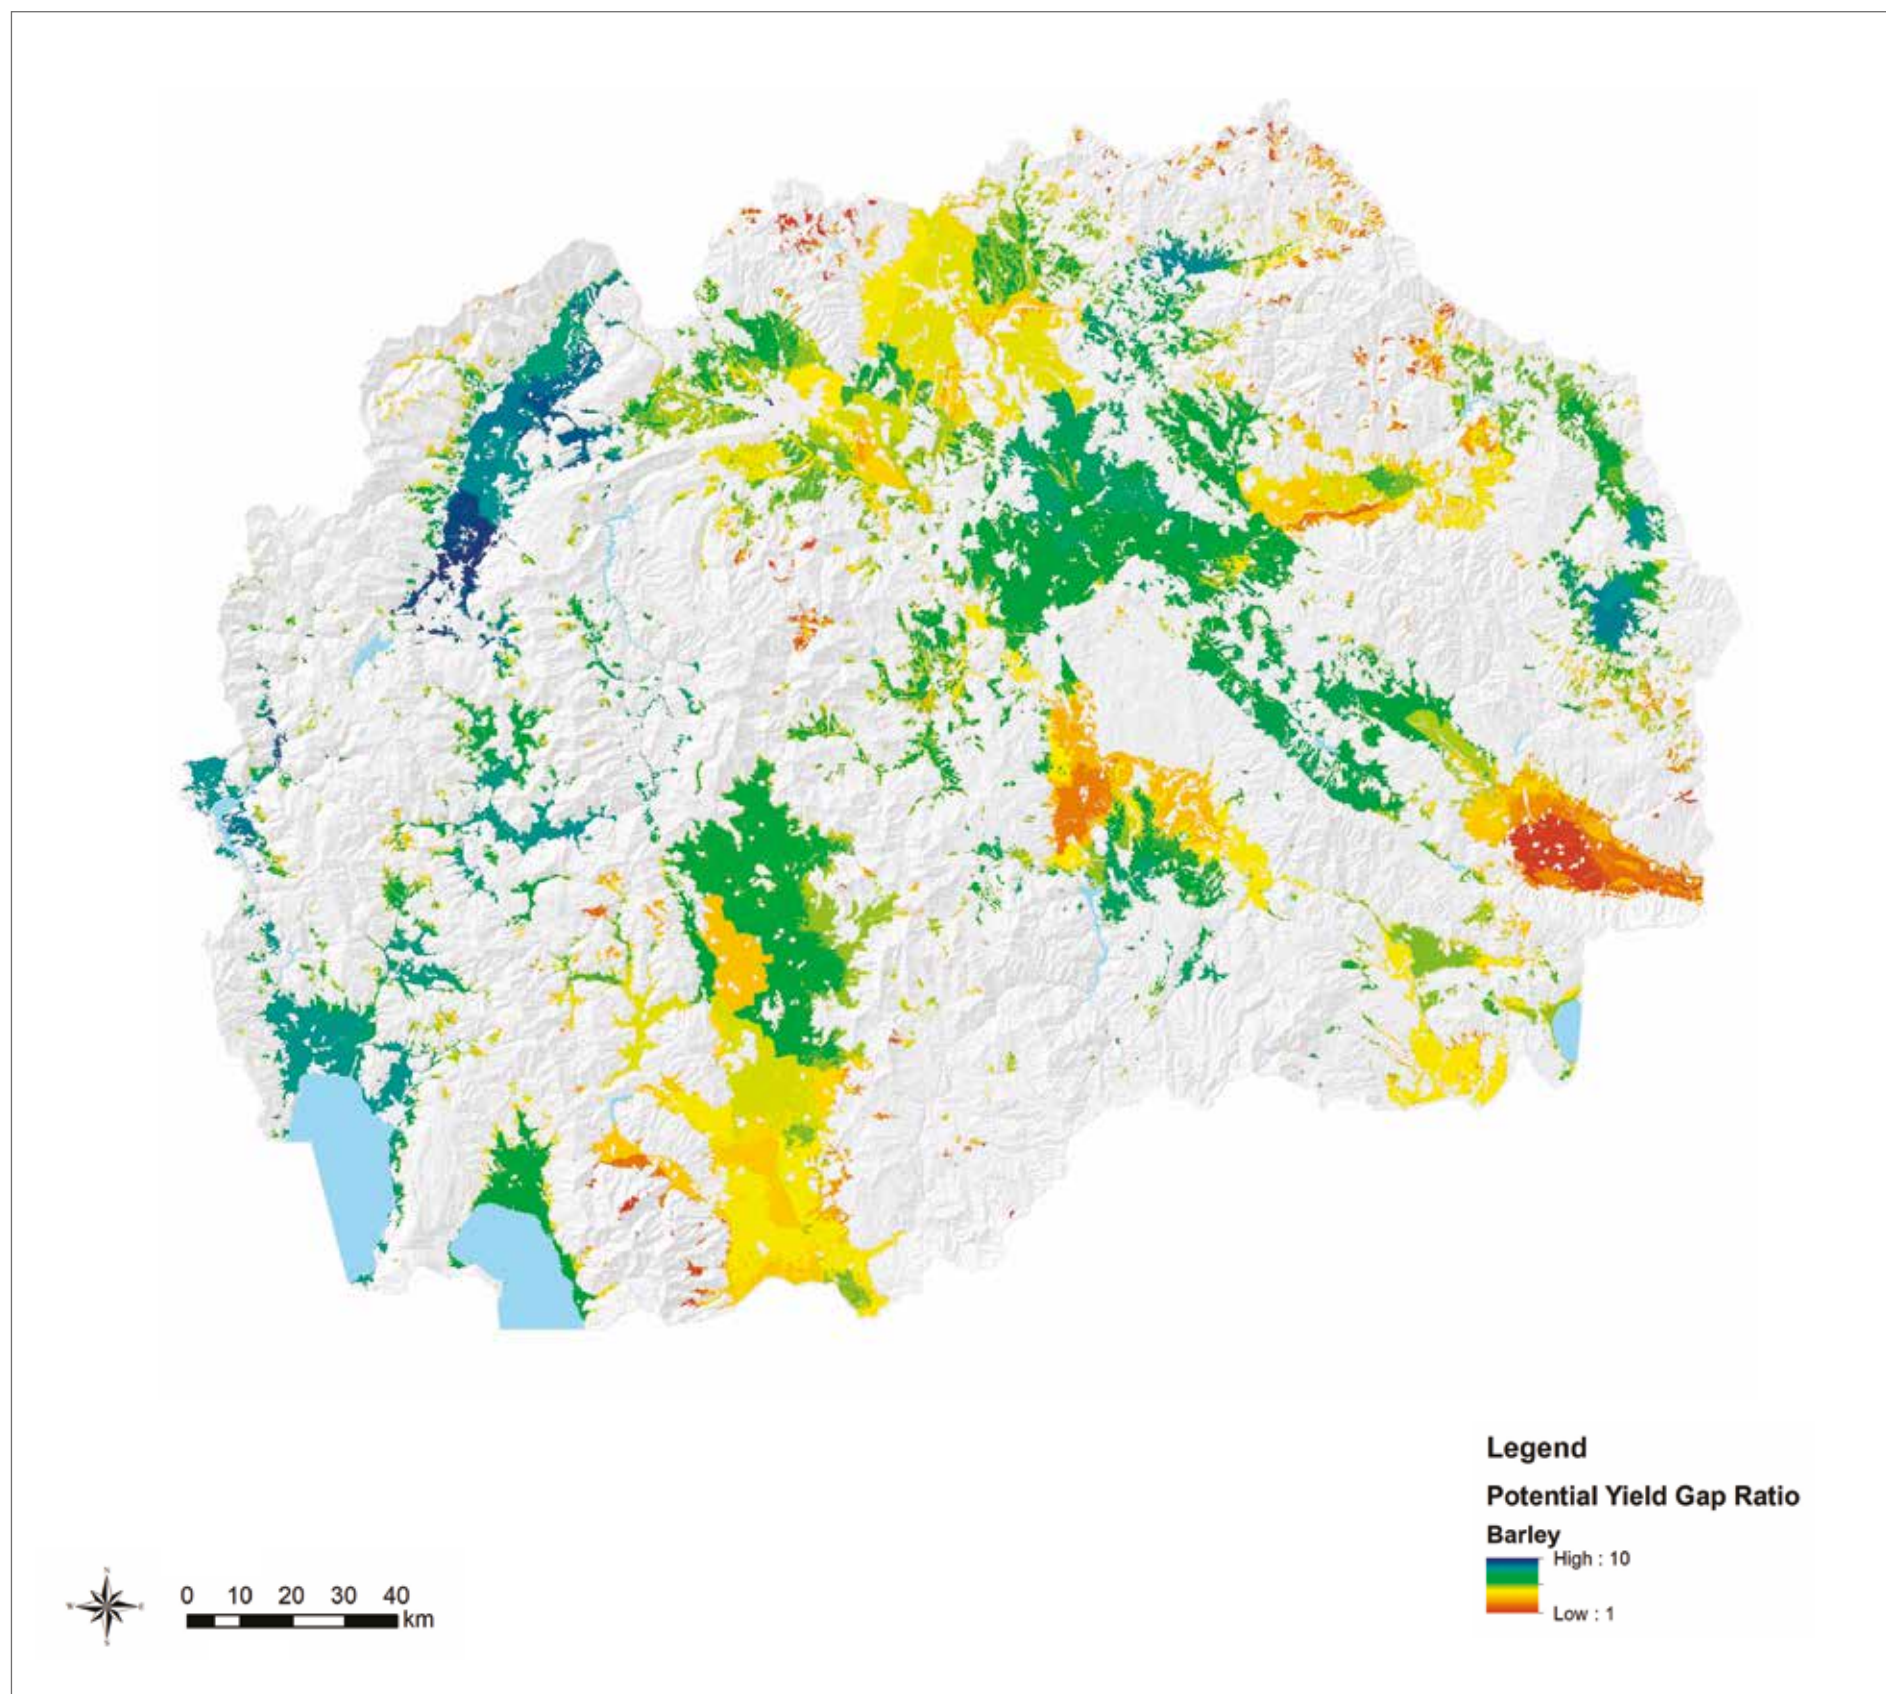 Legend
Potential Yield Gap Ratio
Barley
High : 10
Low : 1
N
W
E
S
0 10 20 30 40
km